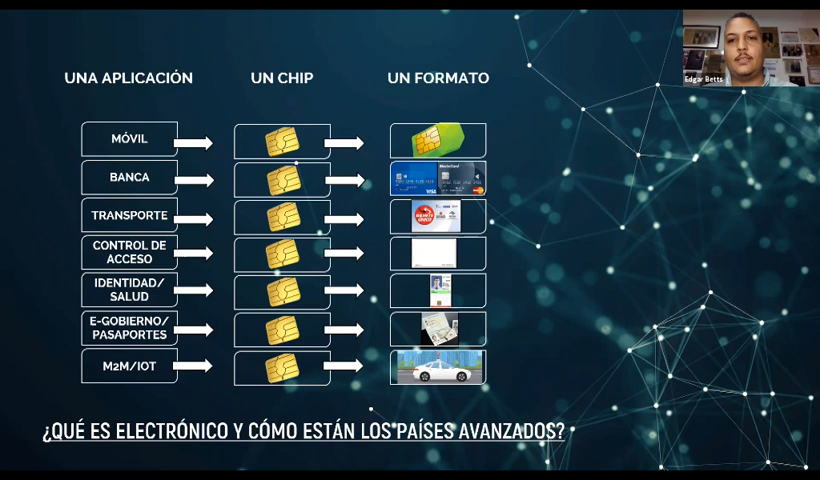 Edgar Betts
UNA APLICACIÓN
UN CHIP
UN FORMATO
MÓVIL
BANCA
VISA
TRANSPORTE
CONTROL DE
ACCESO
IDENTIDAD/
SALUD
E-GOBIERNO/
PASAPORTES
M2M/IOT
¿QUÉ ES ELECTRÓNICO Y CÓMO ESTÁN LOS PAÍSES AVANZADOS?